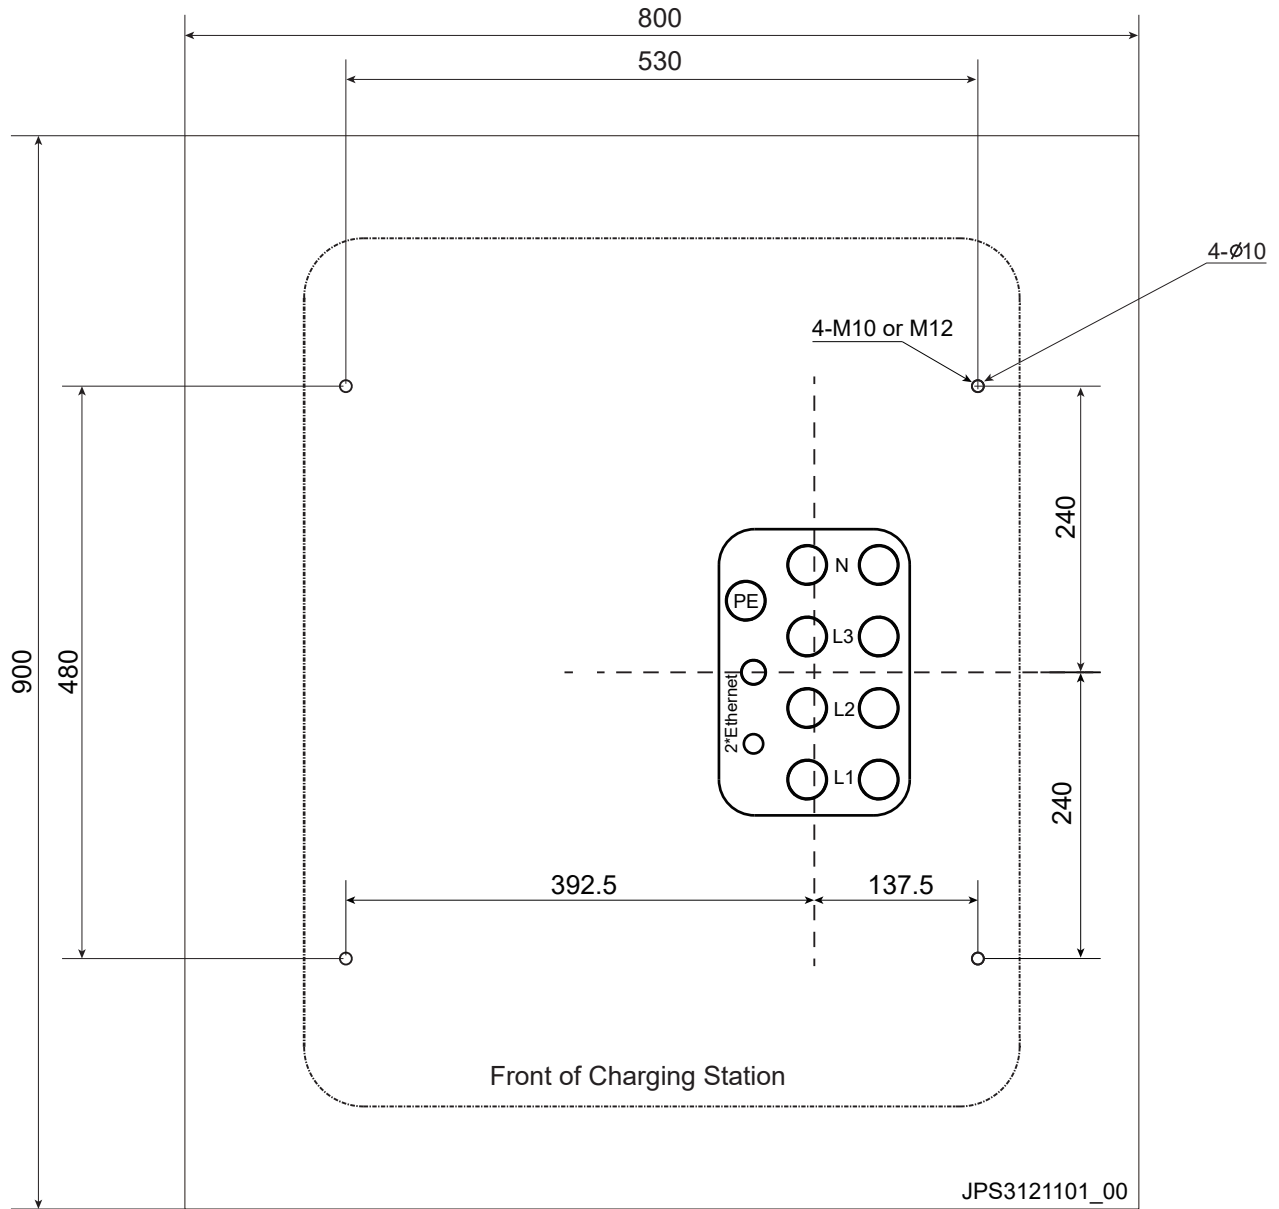 800
530
4-Ø10
4-M10 or M12
240
N
PE
L3
900
480
2*Ethernet
L2
L1
240
392.5
137.5
Front of Charging Station
JPS3121101_00